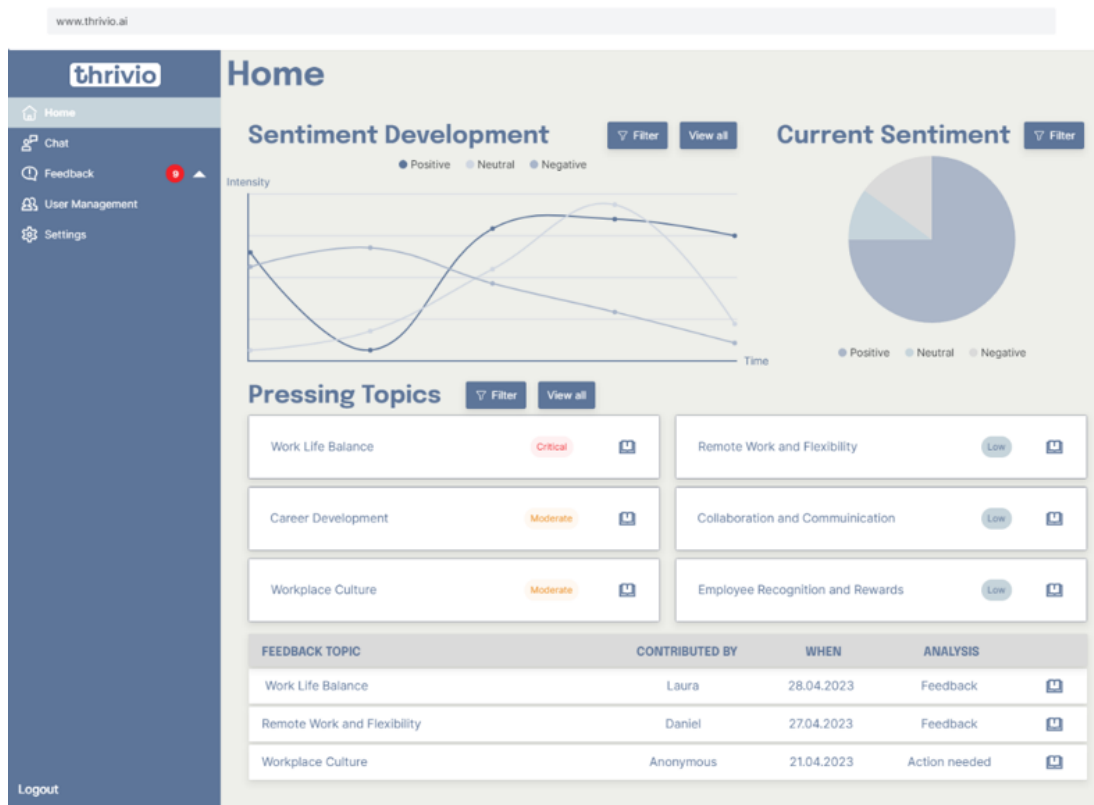 www.thrivio.ai
thrivio
Home
Chat
Feedback 9
User Management
Settings
Logout
Home
Sentiment Development
Filter
View all
Positive Neutral Negative
Intensity
Time
Current Sentiment
Filter
Positive Neutral Negative
Pressing Topics
Filter
View all
Work Life Balance Critical
Remote Work and Flexibility Low
Career Development Moderate
Collaboration and Commuinication Low
Workplace Culture Moderate
Employee Recognition and Rewards Low
FEEDBACK TOPIC CONTRIBUTED BY WHEN ANALYSIS
Work Life Balance Laura 28.04.2023 Feedback
Remote Work and Flexibility Daniel 27.04.2023 Feedback
Workplace Culture Anonymous 21.04.2023 Action needed